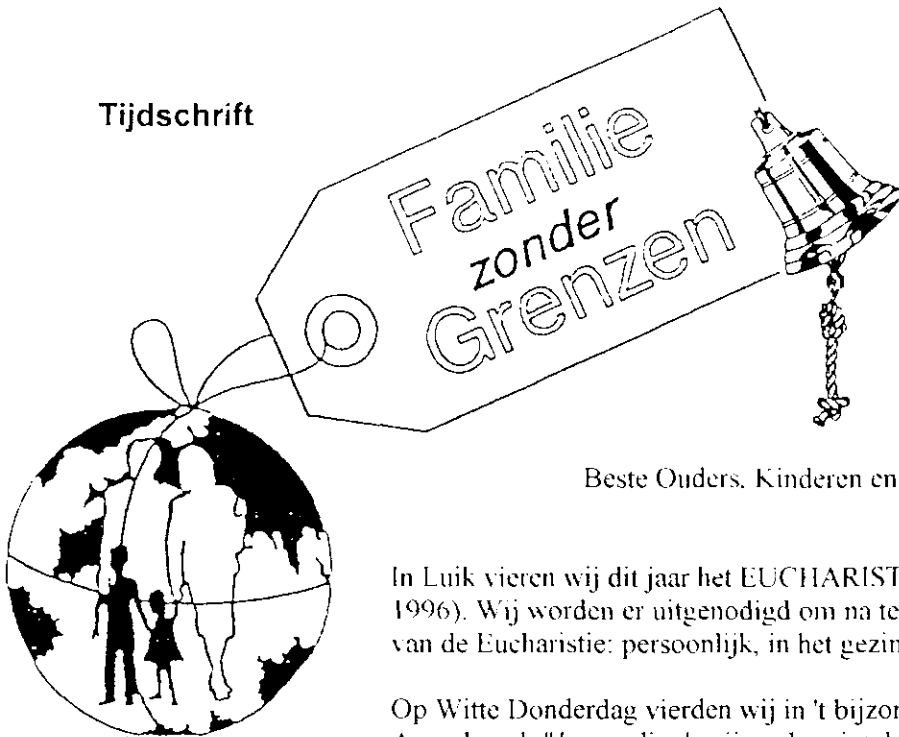 Tijdschrift
Familie
zonder
Grenzen
Beste Ouders, Kinderen en
In Luik vieren wij dit jaar het EUCHARIST
1996). Wij worden er uitgenodigd om na te
van de Eucharistie: persoonlijk, in het gezin
Op Witte Donderdag vierden wij in 't bijzon